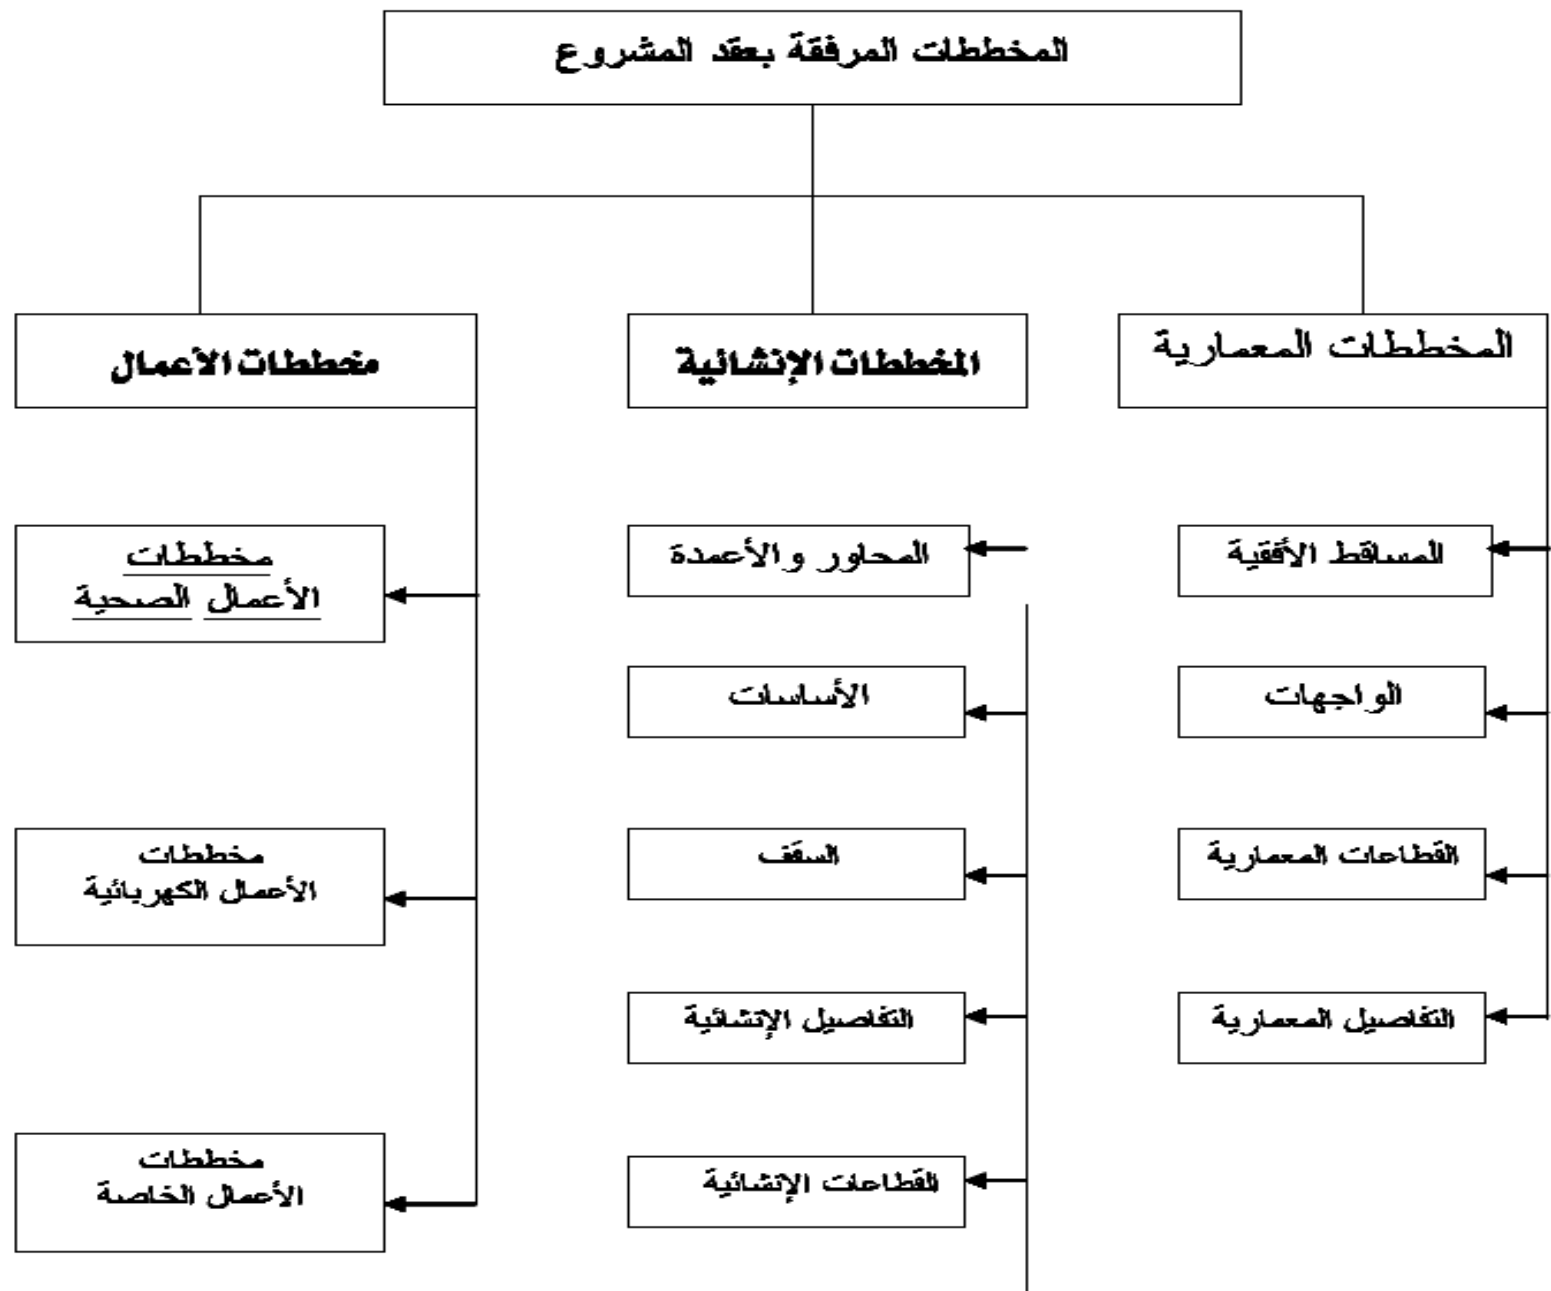 المخططات المرفقة بعقد المشروع
المخططات المعمارية
المخططات الإنشائية
مخططات الأعمال
المساقط الأفقية
المحاور والأعمدة
مخططات
الأعمال الصحية
الواجهات
الأساسات
القطاعات المعمارية
السقف
مخططات
الأعمال الكهربائية
التفاصيل المعمارية
التفاصيل الإنشائية
القطاعات الإنشائية
مخططات
الأعمال الخاصة